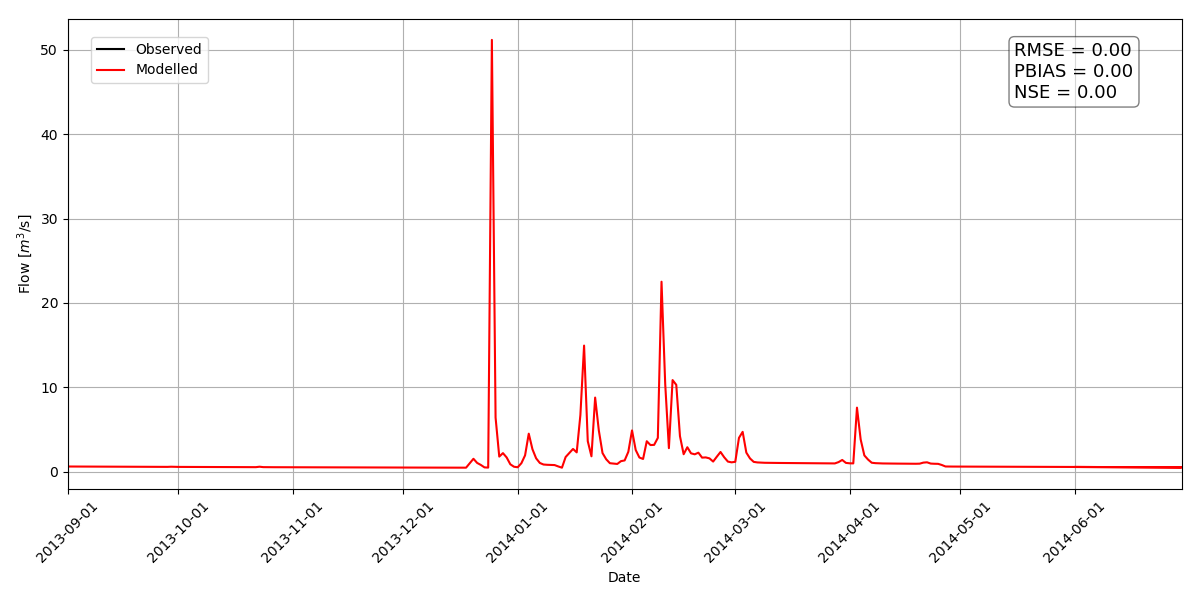 Observed
Modelled
RMSE = 0.00
PBIAS = 0.00
NSE = 0.00
50
40
30
20
10
0
Flow [m³/s]
2013-09-01
2013-10-01
2013-11-01
2013-12-01
2014-01-01
2014-02-01
2014-03-01
2014-04-01
2014-05-01
2014-06-01
Date